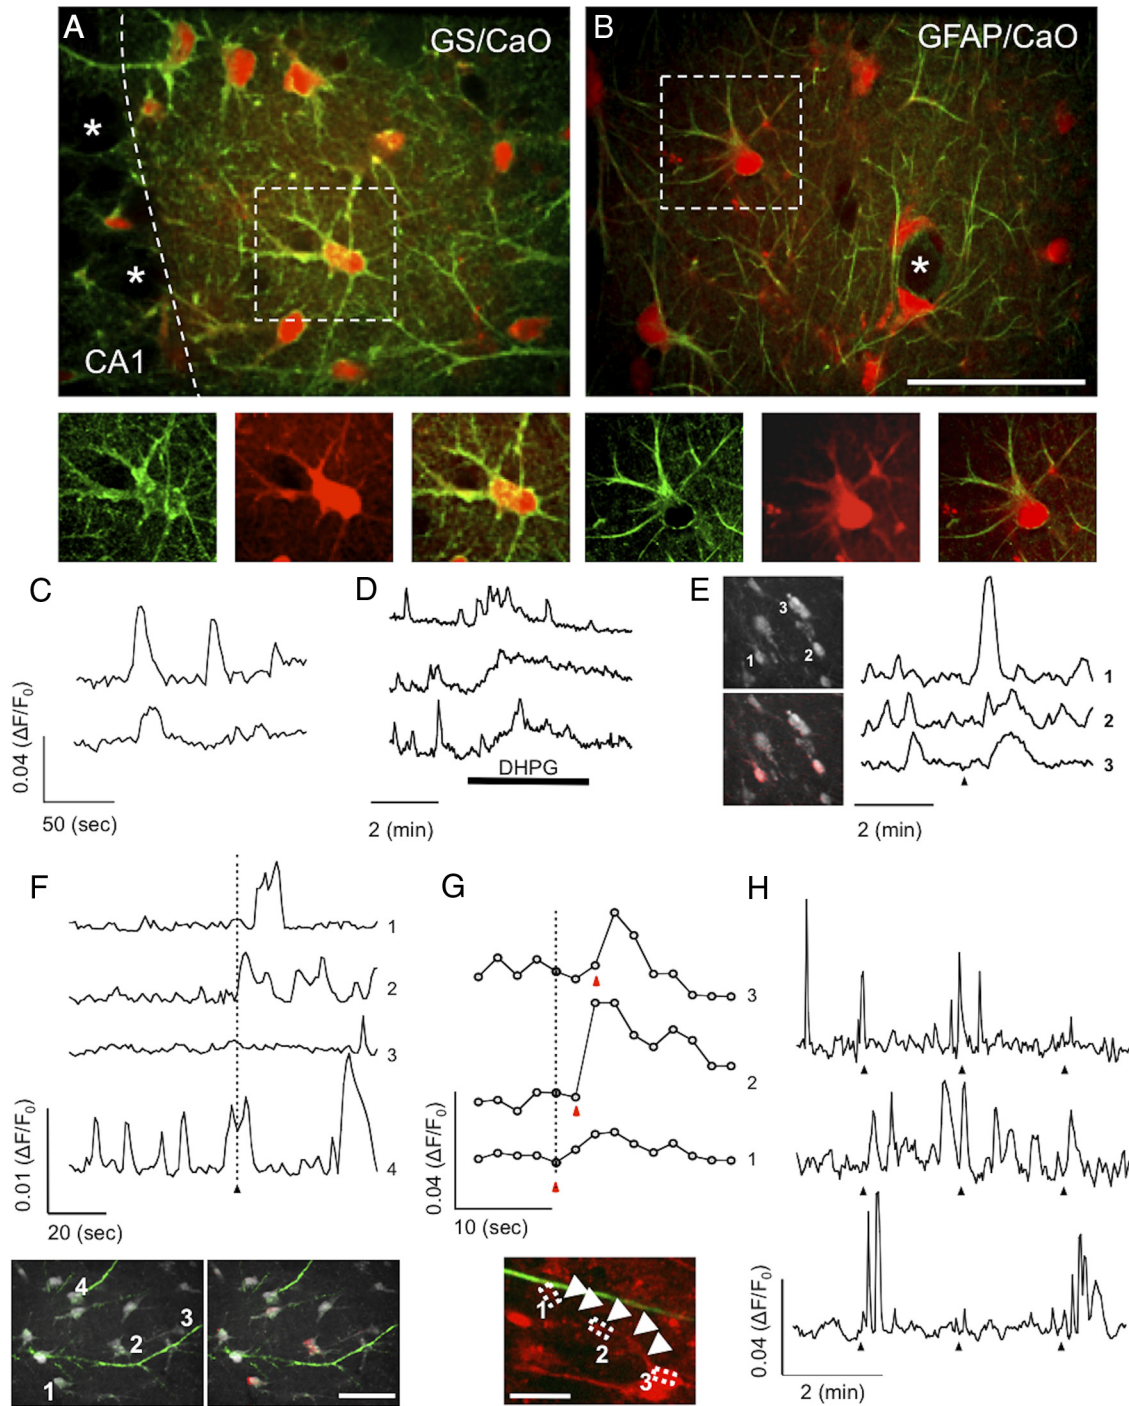 A
GS/CaO
*
*
CA1
B
GFAP/CaO
*
C
0.04 (ΔF/F0)
50 (sec)
D
DHPG
2 (min)
E
3
1
2
1
2
3
2 (min)
F
1
2
3
4
0.01 (ΔF/F0)
20 (sec)
4
3
2
1
G
3
2
1
0.04 (ΔF/F0)
10 (sec)
1
2
3
H
0.04 (ΔF/F0)
2 (min)